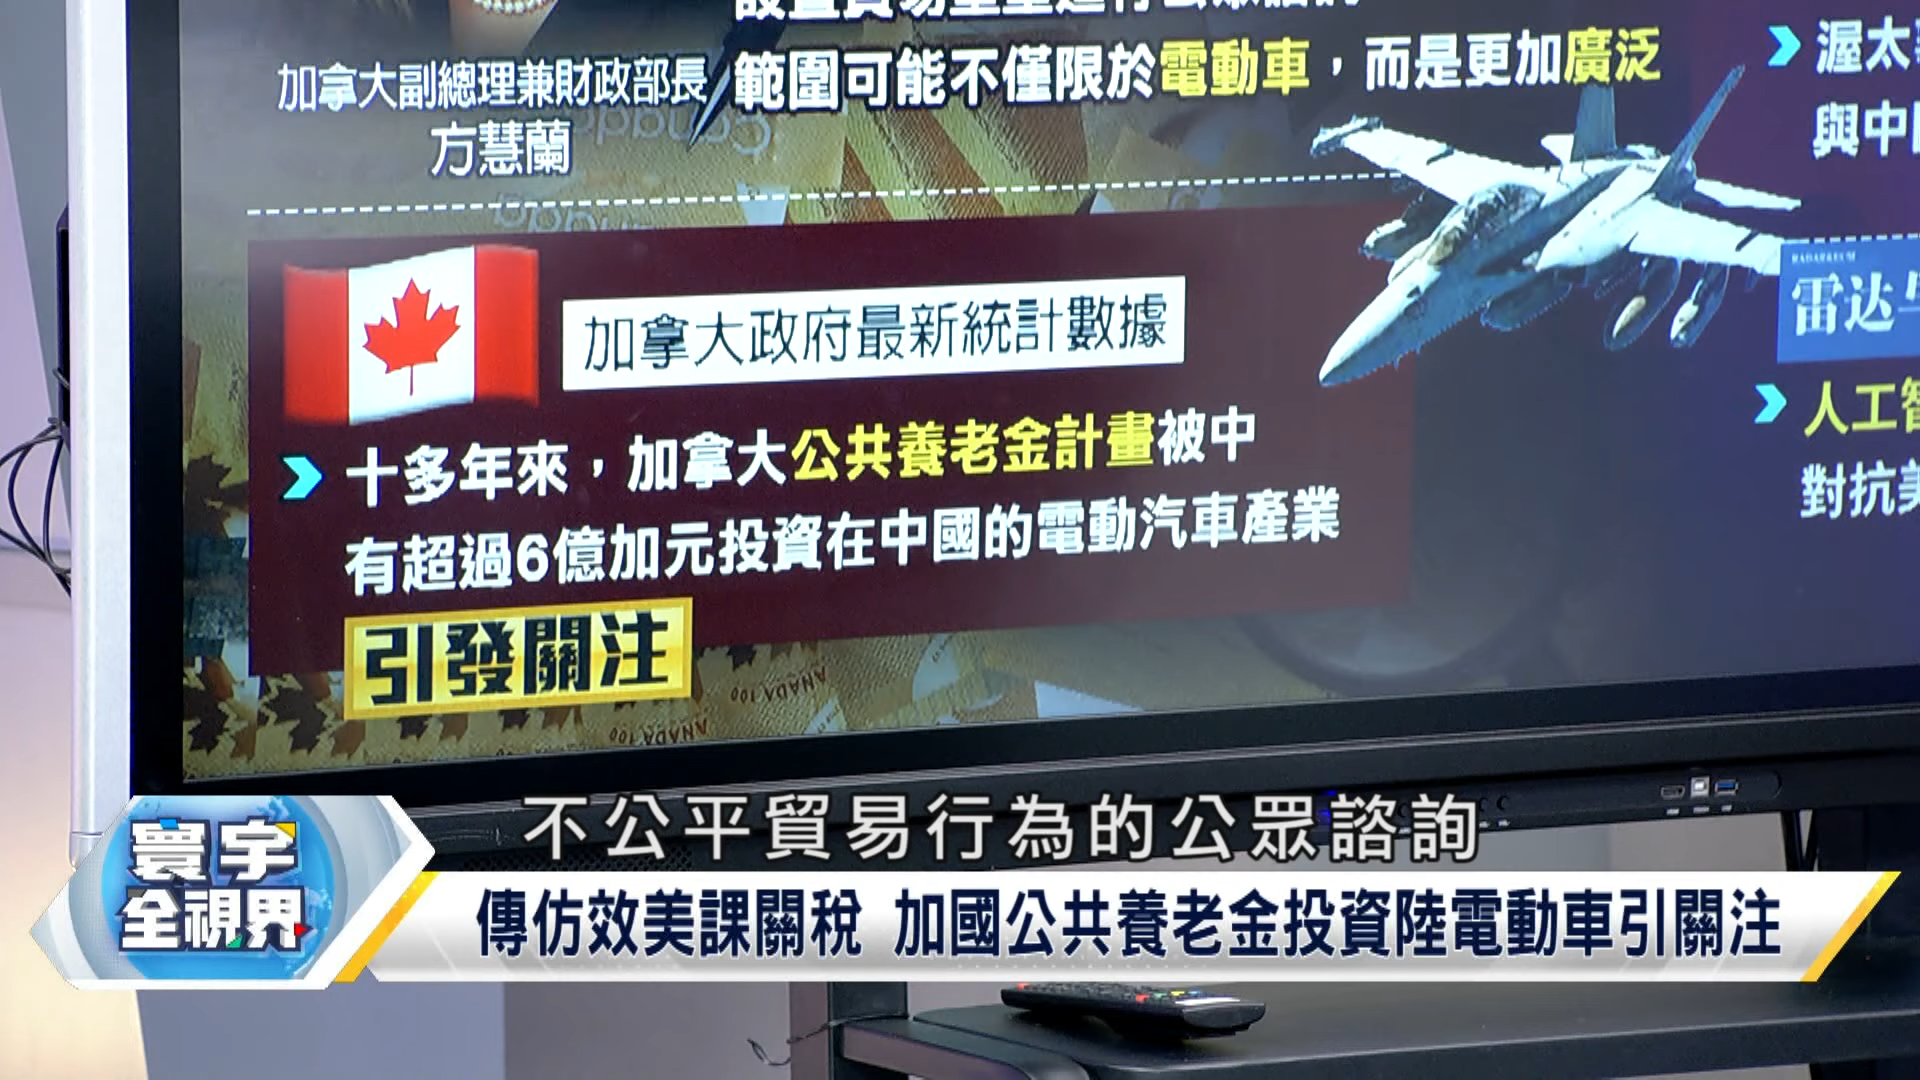 範圍可能不僅限於電動車，而是更加廣泛
加拿大副總理兼財政部長
方慧蘭
加拿大政府最新統計數據
十多年來，加拿大公共養老金計畫被中
有超過6億加元投資在中國的電動汽車產業
引發關注
渥太
與中
雷达
人工智
對抗美
不公平貿易行為的公眾諮詢
寰宇
全視界
傳仿效美課關稅 加國公共養老金投資陸電動車引關注